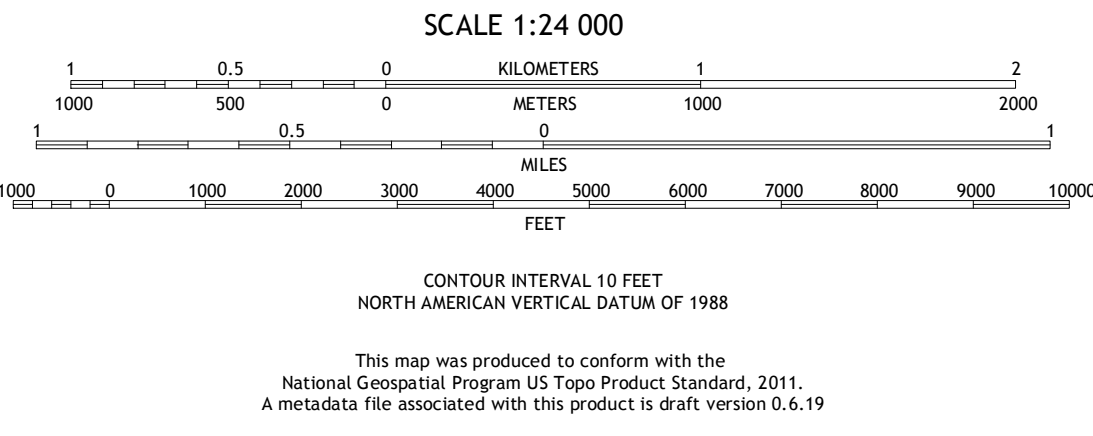 SCALE 1:24 000
1 0.5 0 KILOMETERS 1 2
1000 500 0 METERS 1000 2000
1 0.5 0 1
MILES
1000 0 1000 2000 3000 4000 5000 6000 7000 8000 9000 10000
FEET
CONTOUR INTERVAL 10 FEET
NORTH AMERICAN VERTICAL DATUM OF 1988
This map was produced to conform with the
National Geospatial Program US Topo Product Standard, 2011.
A metadata file associated with this product is draft version 0.6.19